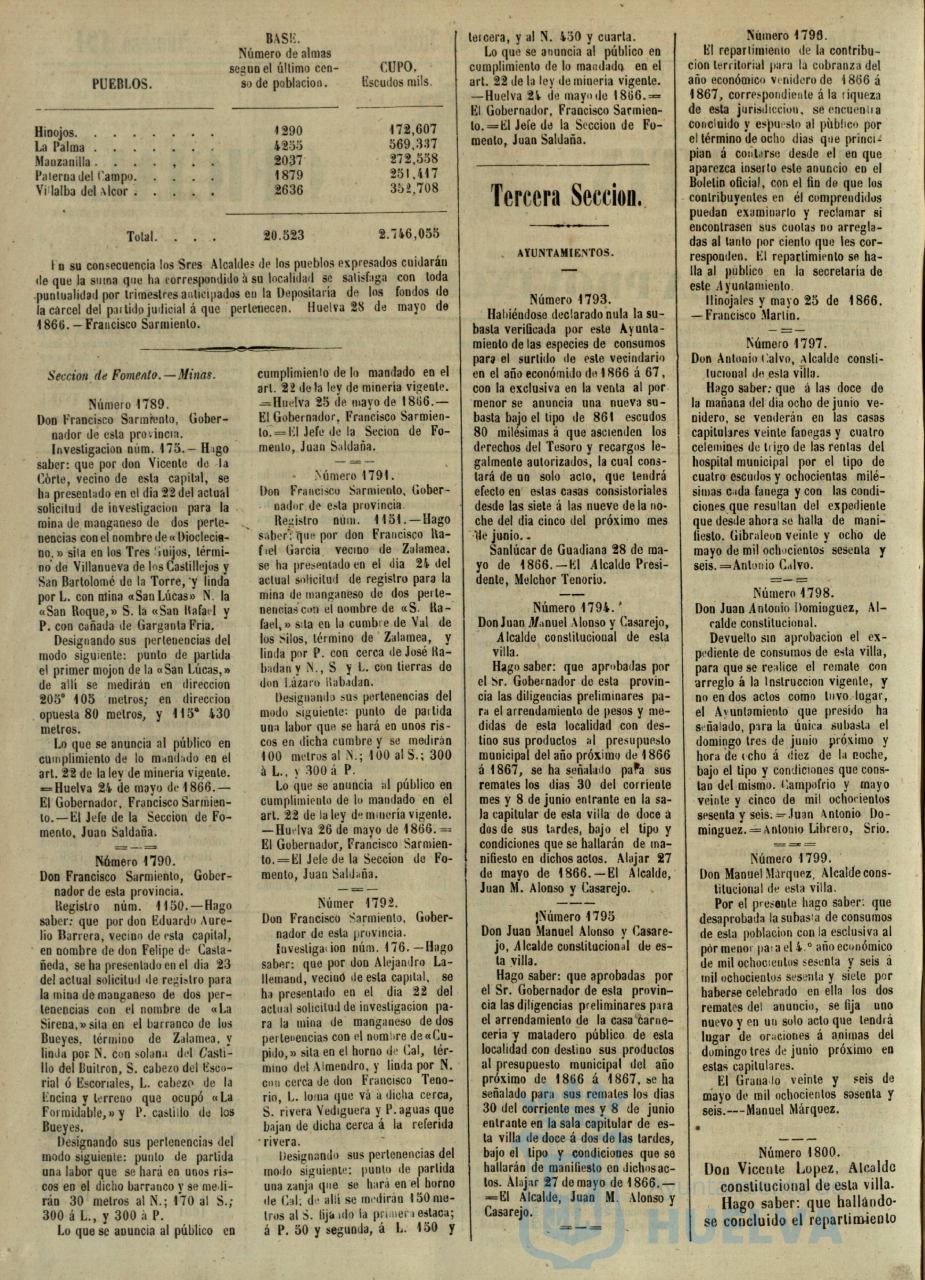 PUEBLOS.
BASE.
Número de almas
segun el último cen-
so de poblacion.
CUPO.
Escudos mils.
Hinojos. . . . . . . . 1290 172,607
La Palma . . . . . . . 4255 569,337
Manzanilla . . . . . . . 2037 272,558
Paterna del Campo. . . . . 1879 251,417
Villalba del Alcor . . . . . 2636 352,708
Total. . . . 20.523 2.746,055
En su consecuencia los Sres Alcaldes de los pueblos expresados cuidarán
de que la suma que ha correspondido à su localidad se satisfaga con toda
puntualidad por trimestres anticipados en la Depositaria de los fondos de
la cárcel del partido judicial á que pertenecen. Huelva 28 de mayo de
1866. – Francisco Sarmiento.
Seccion de Fomento.—Minas.
Número 1789.
Don Francisco Sarmiento, Gober-
nador de esta provincia.
Investigacion núm. 175.– Hago
saber: que por don Vicente de la
Còrte, vecino de esta capital, se
ha presentado en el dia 22 del actual
solicitud de investigacion para la
mina de manganeso de dos perte-
nencias con el nombre de «Dioclecia-
no,» sita en los Tres Guijos, térmi-
no de Villanueva de los Castillejos y
San Bartolomé de la Torre, y linda
por L. con mina «San Lúcas» N. la
«San Roque,» S. la «San Rafael y
P. con cañada de Garganta Fria.
Designando sus pertenencias del
modo siguiente: punto de partida
el primer mojon de la «San Lúcas,»
de allí se medirán en direccion
205° 105 metros; en direccion
opuesta 80 metros, y 115° 430
metros.
Lo que se anuncia al público en
cumplimiento de lo mandado en el
art. 22 de la ley de mineria vigente.
=Huelva 24 de mayo de 1866.—
El Gobernador, Francisco Sarmien-
to.—El Jefe de la Seccion de Fo-
mento, Juan Saldaña.
Número 1790.
Don Francisco Sarmiento, Gober-
nador de esta provincia.
Registro núm. 1150.—Hago
saber: que por don Eduardo Aure-
lio Barrera, vecino de esta capital,
en nombre de don Felipe de Casta-
ñeda, se ha presentado en el dia 23
del actual solicitud de registro para
la mina de manganeso de dos per-
tenencias con el nombre de «La
Sirena,» sita en el barranco de los
Bueyes, término de Zalamea, y
linda por N. con solana del Casti-
llo del Buitron, S. cabezo del Esco-
rial ó Escoriales, L. cabezo de la
Encina y terreno que ocupó «La
Formidable,» y P. castillo de los
Bueyes.
Designando sus pertenencias del
modo siguiente: punto de partida
una labor que se hará en unos ris-
cos en el dicho barranco y se medi-
rán 30 metros al N.; 170 al S.;
300 á L., y 300 à P.
Lo que se anuncia al público en
cumplimiento de lo mandado en el
art. 22 de la ley de mineria vigente.
=Huelva 25 de mayo de 1866.—
El Gobernador, Francisco Sarmien-
to.=El Jefe de la Secion de Fo-
mento, Juan Saldaña.
Número 1791.
Don Francisco Sarmiento, Gober-
nador de esta provincia.
Registro núm. 1151.—Hago
saber: que por don Francisco Ra-
fael Garcia vecino de Zalamea.
se ha presentado en el dia 24 del
actual solicitud de registro para la
mina de manganeso de dos perte-
nencias con el nombre de «S. Ra-
fael,» sita en la cumbre de Val de
los Silos, término de Zalamea, y
linda por P. con cerca de José Ra-
badan y N., S y L. con tierras de
don Lázaro Rabadan.
Designando sus pertenencias del
modo siguiente: punto de partida
una labor que se hará en unos ris-
cos en dicha cumbre y se medirán
100 metros al N.; 100 al S.; 300
à L., y 300 à P.
Lo que se anuncia al público en
cumplimiento de lo mandado en el
art. 22 de la ley de mineria vigente.
—Huelva 26 de mayo de 1866. =
El Gobernador, Francisco Sarmien-
to.=El Jefe de la Seccion de Fo-
mento, Juan Saldaña.
Númer 1792.
Don Francisco Sarmiento, Gober-
nador de esta provincia.
Investigacion núm. 176. –Hago
saber: que por don Alejandro La-
llemand, vecino de esta capital, se
ha presentado en el dia 22 del
actual solicitud de investigacion pa-
ra la mina de manganeso de dos
pertenencias con el nombre de «Cu-
pido,» sita en el horno de Cal, tér-
mino del Almendro, y linda por N.
con cerca de don Francisco Teno-
rio, L. loma que vá à dicha cerca,
S. rivera Vediguera y P. aguas que
bajan de dicha cerca á la referida
rivera.
Designando sus pertenencias del
modo siguiente: punto de partida
una zanja que se hará en el horno
de Cal; de allí se medirán 150 me-
tros al S. fijando la primera estaca;
á P. 50 y segunda, á L. 150 y
tercera, y al N. 450 y cuarta.
Lo que se anuncia al público en
cumplimiento de lo mandado en el
art. 22 de la ley de mineria vigente.
—Huelva 24 de mayo de 1866.=
El Gobernador, Francisco Sarmien-
to.=El Jefe de la Seccion de Fo-
mento, Juan Saldaña.
Tercera Seccion.
AYUNTAMIENTOS.
Número 1793.
Habiéndose declarado nula la su-
basta verificada por este Ayunta-
miento de las especies de consumos
para el surtido de este vecindario
en el año económido de 1866 á 67,
con la exclusiva en la venta al por
menor se anuncia una nueva su-
basta bajo el tipo de 861 escudos
80 milésimas á que ascienden los
derechos del Tesoro y recargos le-
galmente autorizados, la cual cons-
tará de un solo acto, que tendrá
efecto en estas casas consistoriales
desde las siete á las nueve de la no-
che del dia cinco del próximo mes
de junio..
Sanlúcar de Guadiana 28 de ma-
yo de 1866.—El Alcalde Presi-
dente, Melchor Tenorio.
Número 1794.
Don Juan Manuel Alonso y Casarejo,
Alcalde constitucional de esta
villa.
Hago saber: que aprobadas por
el Sr. Gobernador de esta provin-
cia las diligencias preliminares pa-
ra el arrendamiento de pesos y me-
didas de esta localidad con des-
tino sus productos al presupuesto
municipal del año próximo de 1866
á 1867, se ha señalado para sus
remates los dias 30 del corriente
mes y 8 de junio entrante en la sa-
la capitular de esta villa de doce á
dos de sus tardes, bajo el tipo y
condiciones que se hallarán de ma-
nifiesto en dichos actos. Alajar 27
de mayo de 1866.—El Alcalde,
Juan M. Alonso y Casarejo.
Número 1795
Don Juan Manuel Alonso y Casare-
jo, Alcalde constitucional de es-
ta villa.
Hago saber: que aprobadas por
el Sr. Gobernador de esta provin-
cia las diligencias preliminares para
el arrendamiento de la casa carne-
ceria y matadero público de esta
localidad con destino sus productos
al presupuesto municipal del año
próximo de 1866 á 1867, se ha
señalado para sus remates los dias
30 del corriente mes y 8 de junio
entrante en la sala capitular de es-
ta villa de doce á dos de las tardes,
bajo el tipo y condiciones que se
hallarán de manifiesto en dichos ac-
tos. Alajar 27 de mayo de 1866.—
=El Alcalde, Juan M. Alonso y
Casarejo.
Número 1796.
El repartimiento de la contribu-
cion territorial para la cobranza del
año económico venidero de 1866 á
1867, correspondiente á la riqueza
de esta jurisdiccion, se encuentra
concluido y espuesto al pùblico por
el término de ocho dias que princi-
pian á contarse desde el en que
aparezca inserto este anuncio en el
Boletin oficial, con el fin de que los
contribuyentes en él comprendidos
puedan examinarlo y reclamar si
encontrasen sus cuotas no arregla-
das al tanto por ciento que les cor-
responden. El repartimiento se ha-
lla al público en la secretaría de
este Ayuntamiento.
Hinojales y mayo 25 de 1866.
—Francisco Martin.
Número 1797.
Don Antonio Calvo, Alcalde consti-
tucional de esta villa.
Hago saber: que á las doce de
la mañana del dia ocho de junio ve-
nidero, se venderán en las casas
capitulares veinte fanegas y cuatro
celemines de trigo de las rentas del
hospital municipal por el tipo de
cuatro escudos y ochocientas milé-
simas cada fanega y con las condi-
ciones que resultan del expediente
que desde ahora se halla de mani-
fiesto. Gibraleon veinte y ocho de
mayo de mil ochocientos sesenta y
seis.=Antonio Calvo.
Número 1798.
Don Juan Antonio Dominguez, Al-
calde constitucional.
Devuelto sin aprobacion el ex-
pediente de consumos de esta villa,
para que se realice el remate con
arreglo á la Instruccion vigente, y
no en dos actos como tuvo lugar,
el Ayuntamiento que presido ha
señalado, para la única subasta el
domingo tres de junio próximo y
hora de ocho á diez de la noche,
bajo el tipo y condiciones que cons-
tan del mismo. Campofrio y mayo
veinte y cinco de mil ochocientos
sesenta y seis.=Juan Antonio Do-
minguez.=Antonio Librero, Srio.
Número 1799.
Don Manuel Márquez, Alcalde cons-
titucional de esta villa.
Por el presente hago saber: que
desaprobada la subasta de consumos
de esta poblacion con la esclusiva al
por menor para el 4.º año económico
de mil ochocientos sesenta y seis á
mil ochocientos sesenta y siete por
haberse celebrado en ella los dos
remates del anuncio, se fija uno
nuevo y en un solo acto que tendrá
lugar de oraciones á animas del
domingo tres de junio próximo en
estas capitulares.
El Granado veinte y seis de
mayo de mil ochocientos sesenta y
seis.---Manuel Márquez.
Número 1800.
Don Vicente Lopez, Alcalde
constitucional de esta villa.
Hago saber: que hallándo-
se concluido el repartimiento
HUELVA